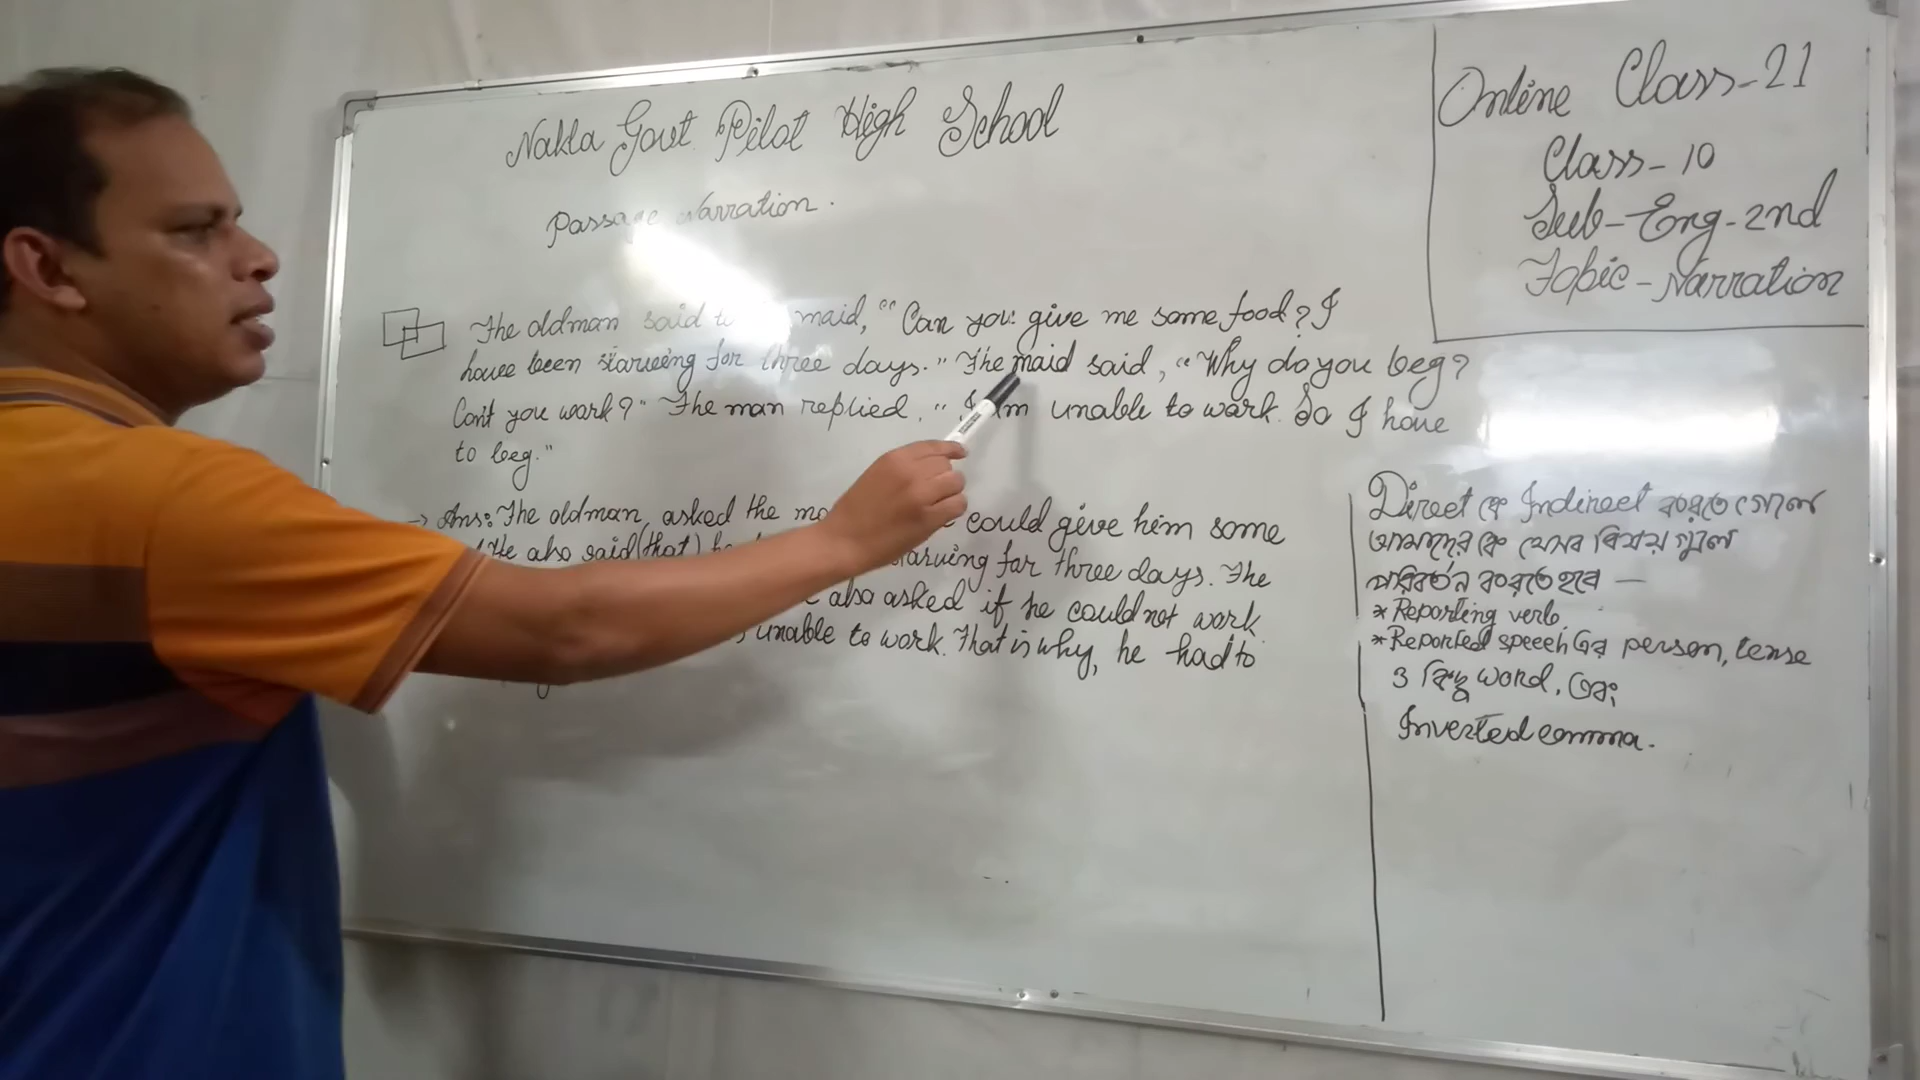 Nakla Govt Pilot High School
Passage Narration.
The oldman said to maid, "Can you give me some food? I
have been starveing for three days." The maid said, "Why do you beg?
Can't you work?" The man replied, "I am unable to work. So I have
to beg."
→ Ans: The oldman asked the could give him some
He also said (that) starving for three days. The
also asked if he could not work
unable to work. That is why, he had to
Online Class-21
Class-10
Sub-Eng-2nd
Topic-Narration
Direct কে Indirect করতে গেলে
আমাদের কে যেসব বিষয় গুলো
পরিবর্তন করতে হবে —
* Reporting verb.
* Reported speech এর person, tense
ও কিছু word, এবং
Inverted comma.